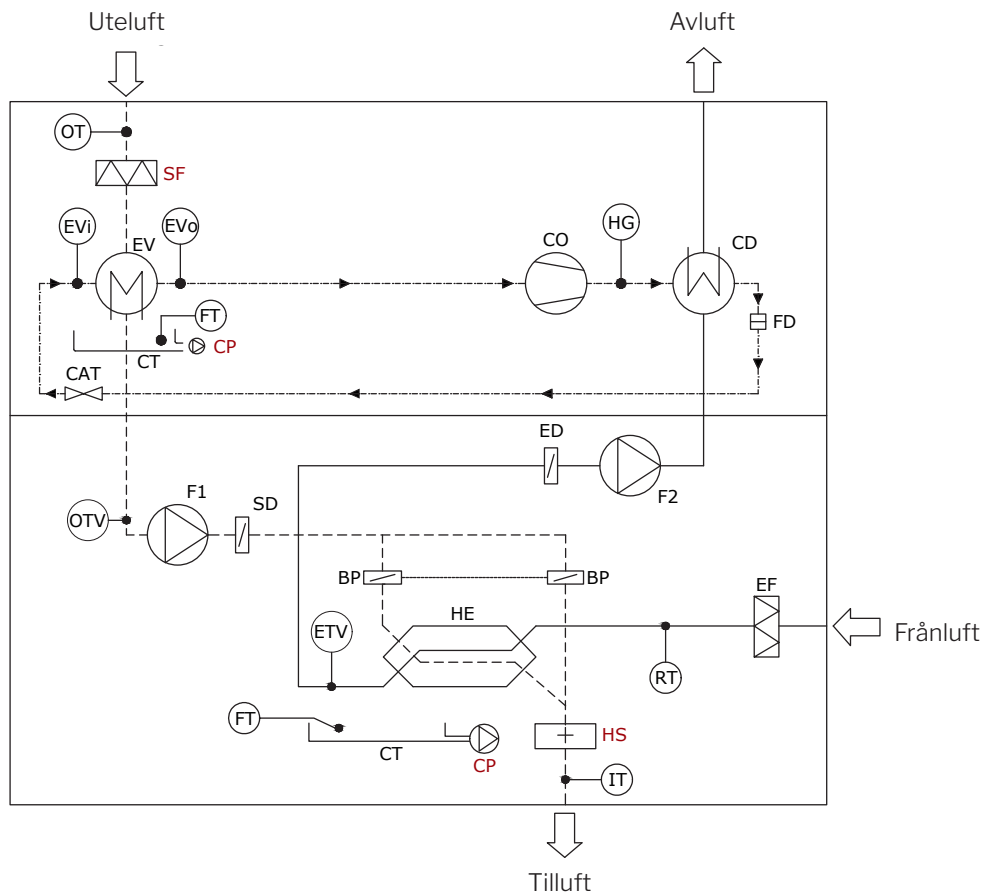 Uteluft
Avluft
OT
SF
EVi
EV
EVo
CO
HG
CD
FT
FD
CT
CP
CAT
ED
F2
F1
SD
OTV
BP
BP
EF
HE
ETV
Frånluft
RT
FT
CT
CP
HS
IT
Tilluft